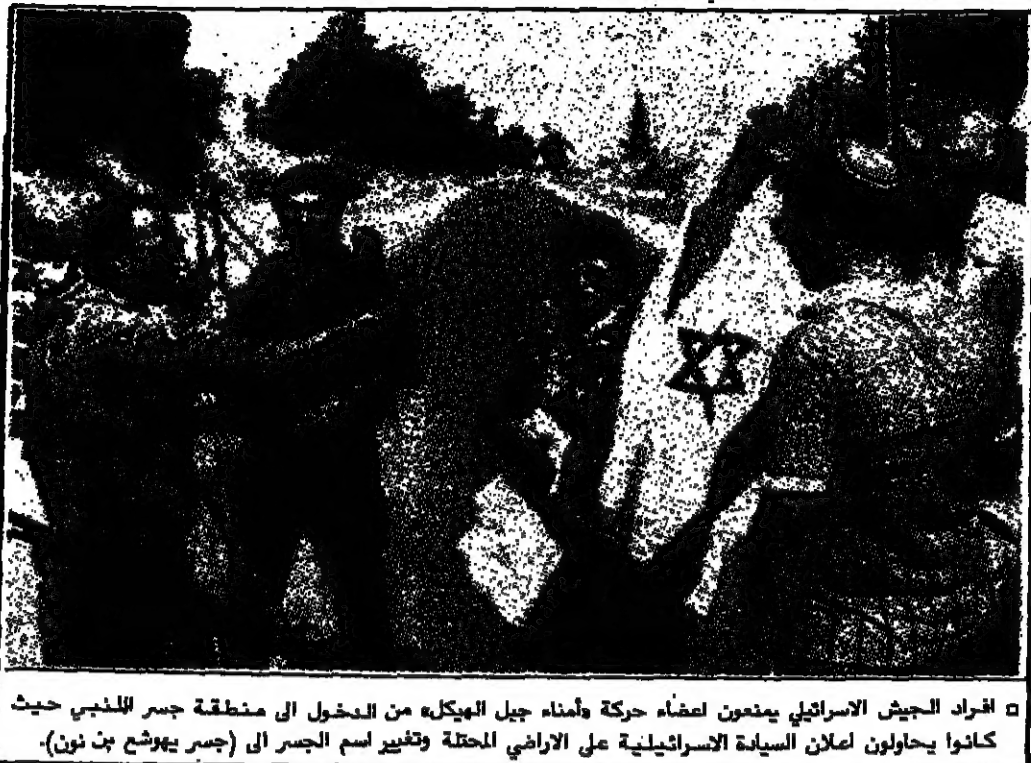 □ افراد الجيش الاسرائيلي يمنعون اعضاء حركة «أمناء جبل الهيكل» من الدخول الى منطقة جسر اللنبي حيث
كانوا يحاولون اعلان السيادة الاسرائيلية على الاراضي المحتلة وتغيير اسم الجسر الى (جسر يهوشع بن نون).